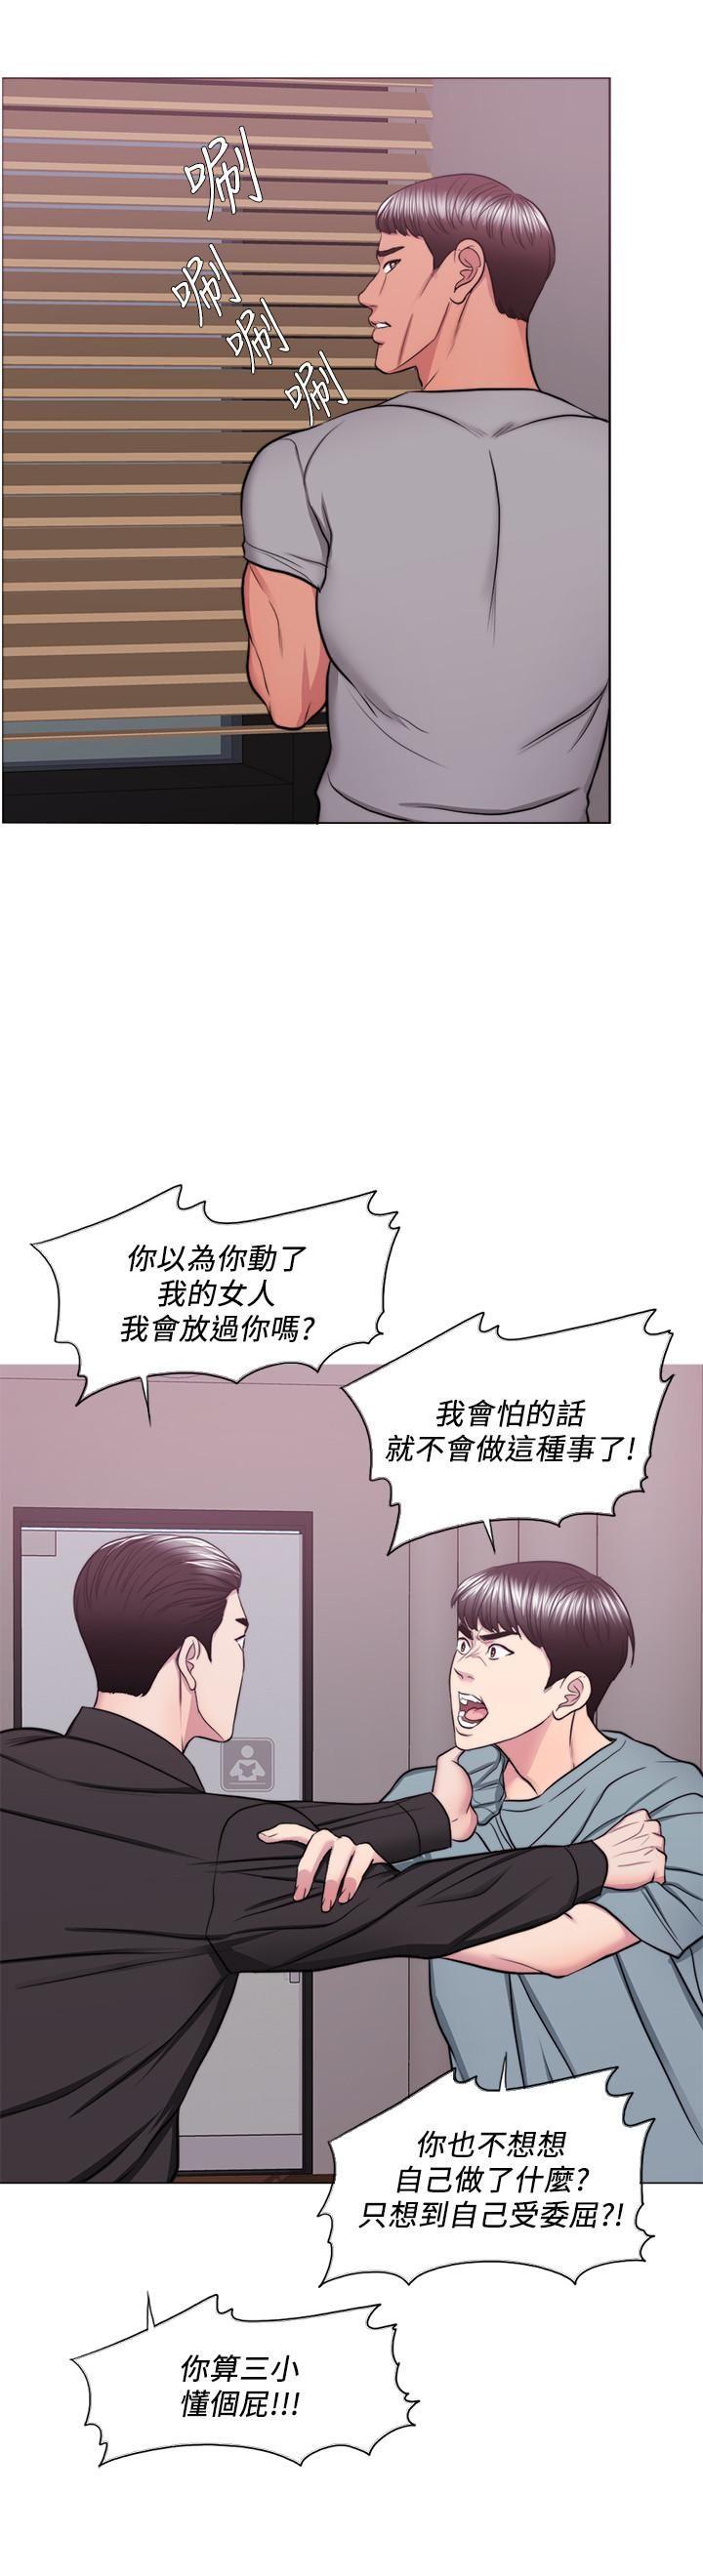 唰
唰
唰
唰
你以為你動了
我的女人
我會放過你嗎?
我會怕的話
就不會做這種事了!
你也不想想
自己做了什麼?
只想到自己受委屈?!
你算三小
懂個屁!!!